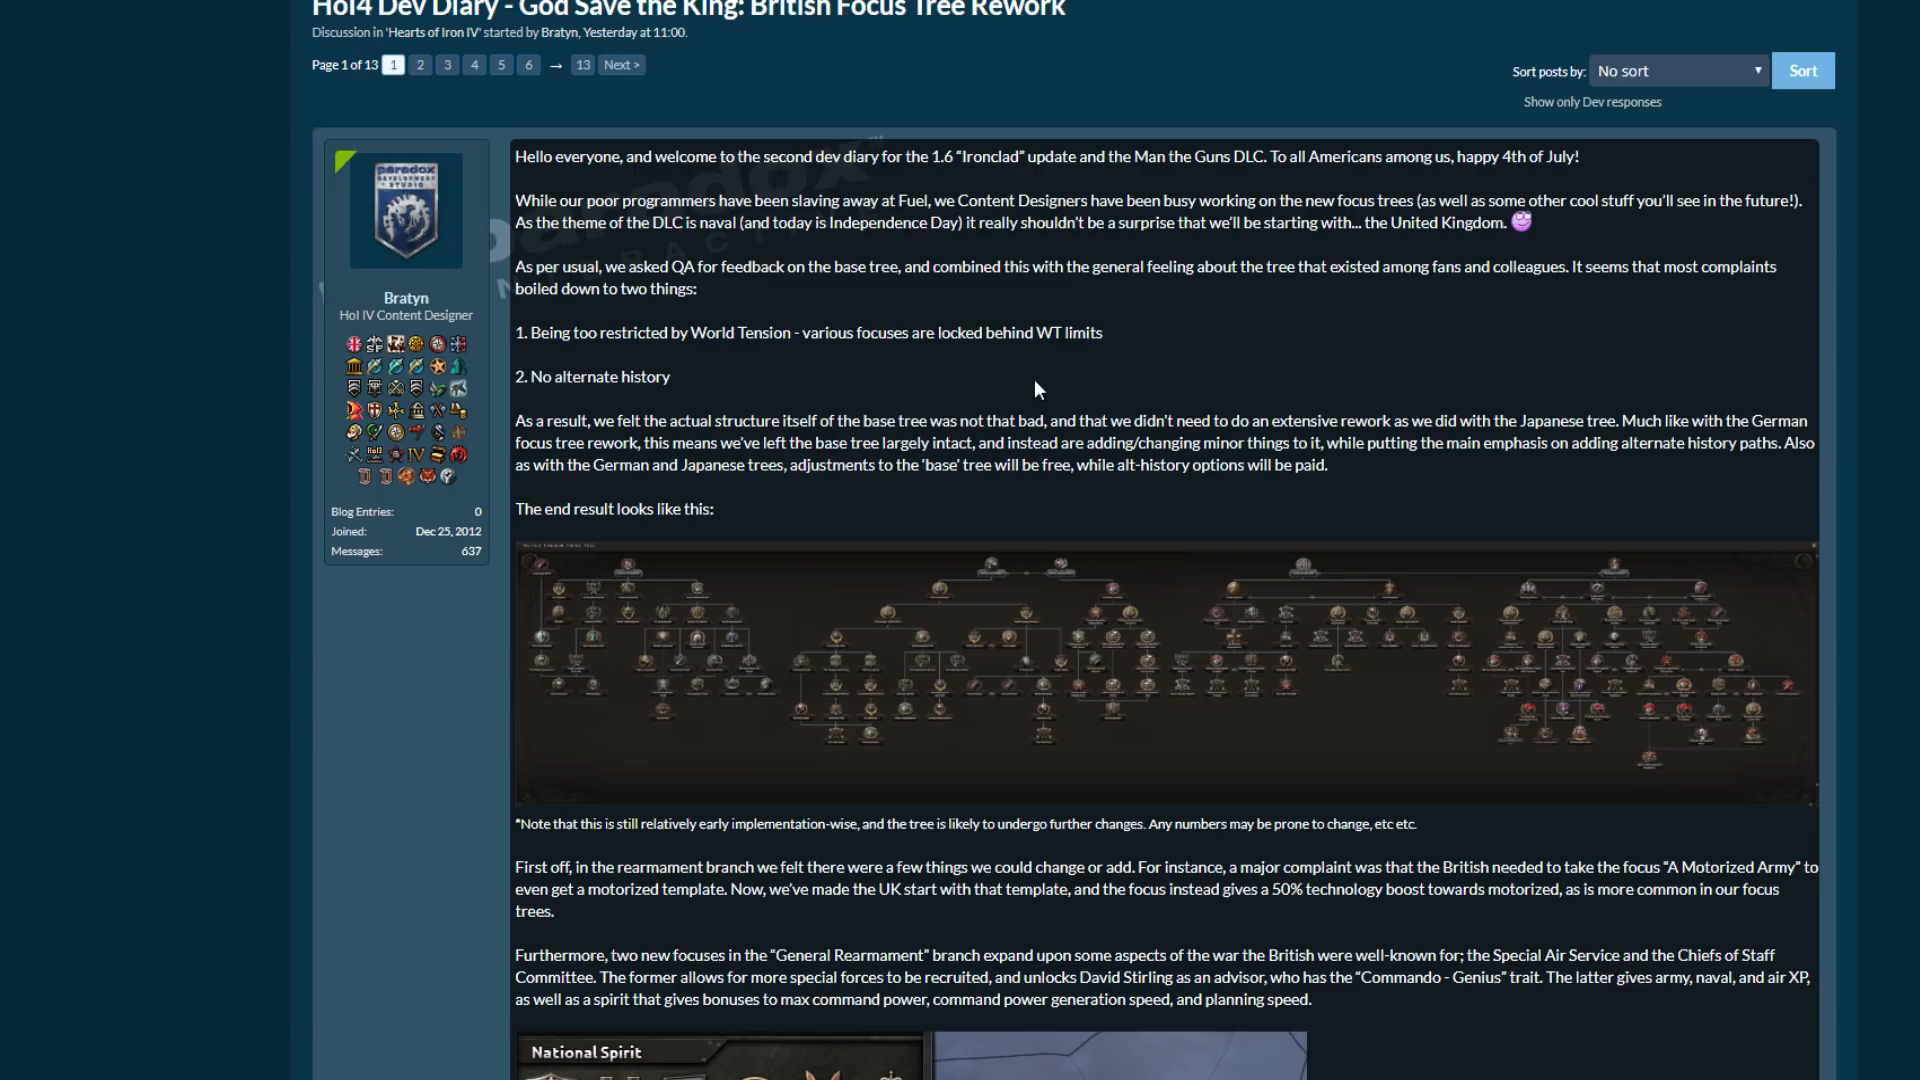 HoI4 Dev Diary - God Save the King: British Focus Tree Rework
Discussion in 'Hearts of Iron IV' started by Bratyn, Yesterday at 11:00.
Page 1 of 13 1 2 3 4 5 6 → 13 Next >
Sort posts by: No sort Sort
Show only Dev responses
paradox
DEVELOPMENT
STUDIO
Bratyn
HoI IV Content Designer
Blog Entries: 0
Joined: Dec 25, 2012
Messages: 637
Hello everyone, and welcome to the second dev diary for the 1.6 “Ironclad” update and the Man the Guns DLC. To all Americans among us, happy 4th of July!
While our poor programmers have been slaving away at Fuel, we Content Designers have been busy working on the new focus trees (as well as some other cool stuff you’ll see in the future!).
As the theme of the DLC is naval (and today is Independence Day) it really shouldn’t be a surprise that we’ll be starting with... the United Kingdom.
As per usual, we asked QA for feedback on the base tree, and combined this with the general feeling about the tree that existed among fans and colleagues. It seems that most complaints
boiled down to two things:
1. Being too restricted by World Tension - various focuses are locked behind WT limits
2. No alternate history
As a result, we felt the actual structure itself of the base tree was not that bad, and that we didn’t need to do an extensive rework as we did with the Japanese tree. Much like with the German
focus tree rework, this means we’ve left the base tree largely intact, and instead are adding/changing minor things to it, while putting the main emphasis on adding alternate history paths. Also
as with the German and Japanese trees, adjustments to the ‘base’ tree will be free, while alt-history options will be paid.
The end result looks like this:
*Note that this is still relatively early implementation-wise, and the tree is likely to undergo further changes. Any numbers may be prone to change, etc etc.
First off, in the rearmament branch we felt there were a few things we could change or add. For instance, a major complaint was that the British needed to take the focus “A Motorized Army” to
even get a motorized template. Now, we’ve made the UK start with that template, and the focus instead gives a 50% technology boost towards motorized, as is more common in our focus
trees.
Furthermore, two new focuses in the “General Rearmament” branch expand upon some aspects of the war the British were well-known for; the Special Air Service and the Chiefs of Staff
Committee. The former allows for more special forces to be recruited, and unlocks David Stirling as an advisor, who has the “Commando - Genius” trait. The latter gives army, naval, and air XP,
as well as a spirit that gives bonuses to max command power, command power generation speed, and planning speed.
National Spirit